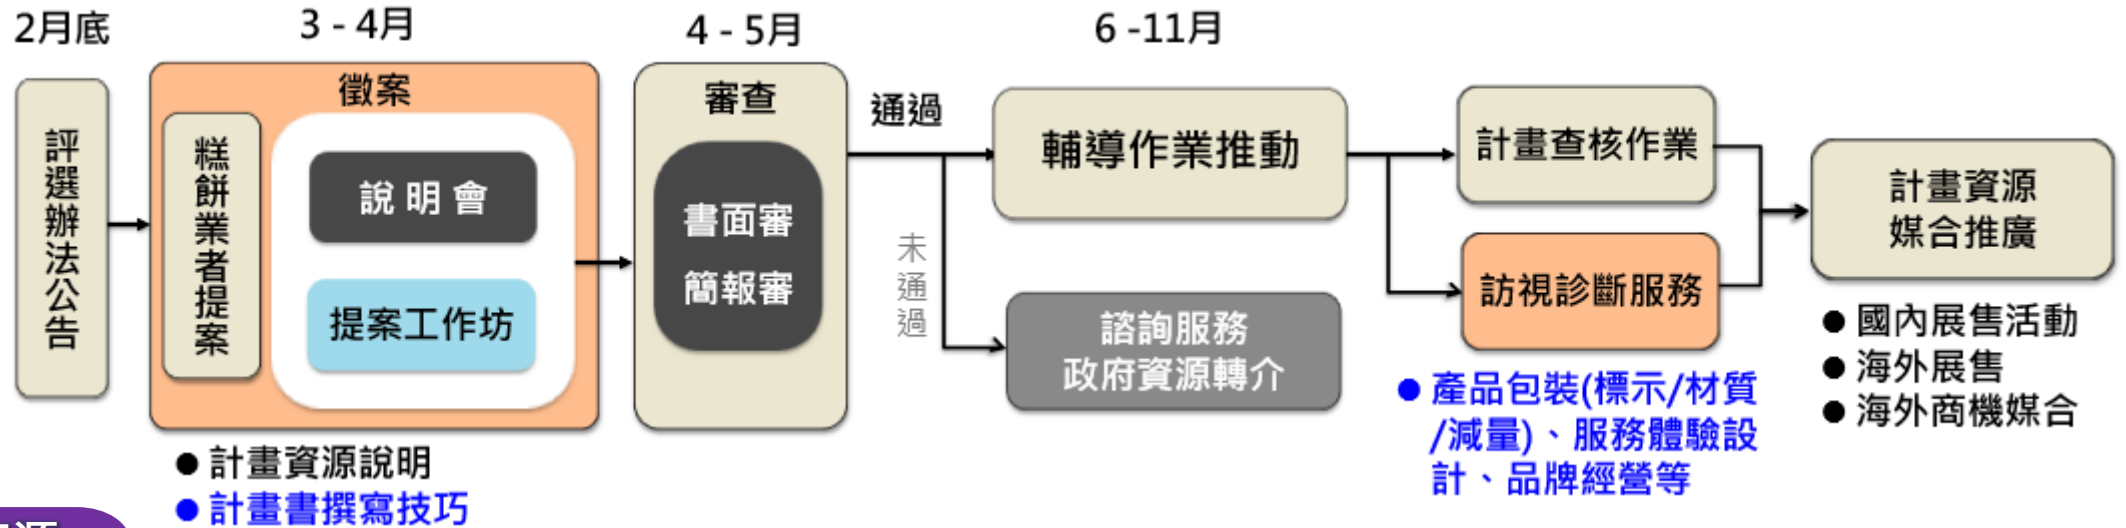 2月底
3 - 4月
4 - 5月
6 -11月
評選辦法公告
徵案
糕餅業者提案
說 明 會
提案工作坊
● 計畫資源說明
● 計畫書撰寫技巧
審查
書面審
簡報審
通過
未通過
輔導作業推動
諮詢服務
政府資源轉介
計畫查核作業
訪視診斷服務
● 產品包裝(標示/材質
/減量)、服務體驗設
計、品牌經營等
計畫資源
媒合推廣
● 國內展售活動
● 海外展售
● 海外商機媒合